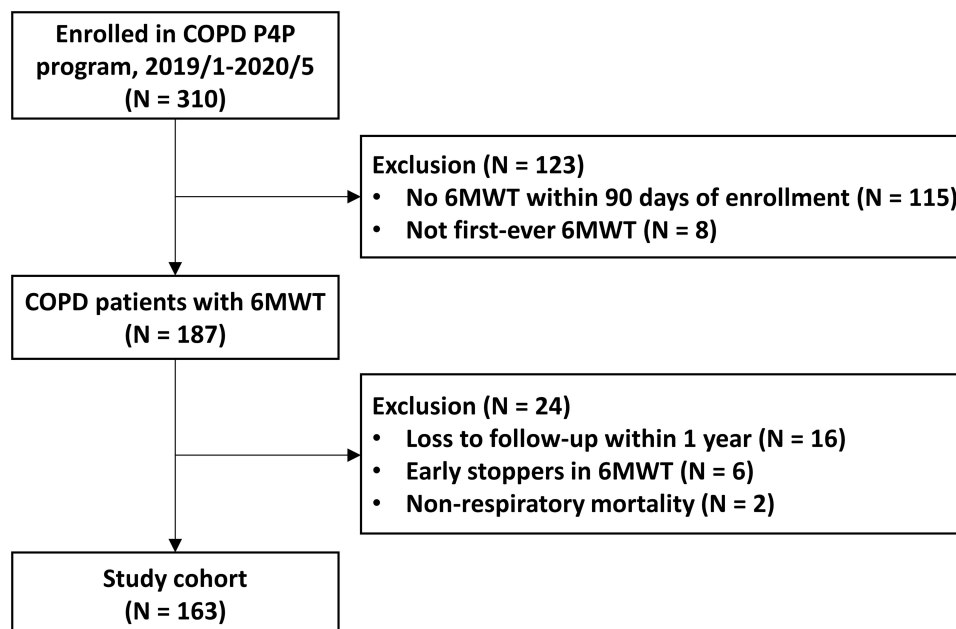 Enrolled in COPD P4P
program, 2019/1-2020/5
(N = 310)
Exclusion (N = 123)
• No 6MWT within 90 days of enrollment (N = 115)
• Not first-ever 6MWT (N = 8)
COPD patients with 6MWT
(N = 187)
Exclusion (N = 24)
• Loss to follow-up within 1 year (N = 16)
• Early stoppers in 6MWT (N = 6)
• Non-respiratory mortality (N = 2)
Study cohort
(N = 163)